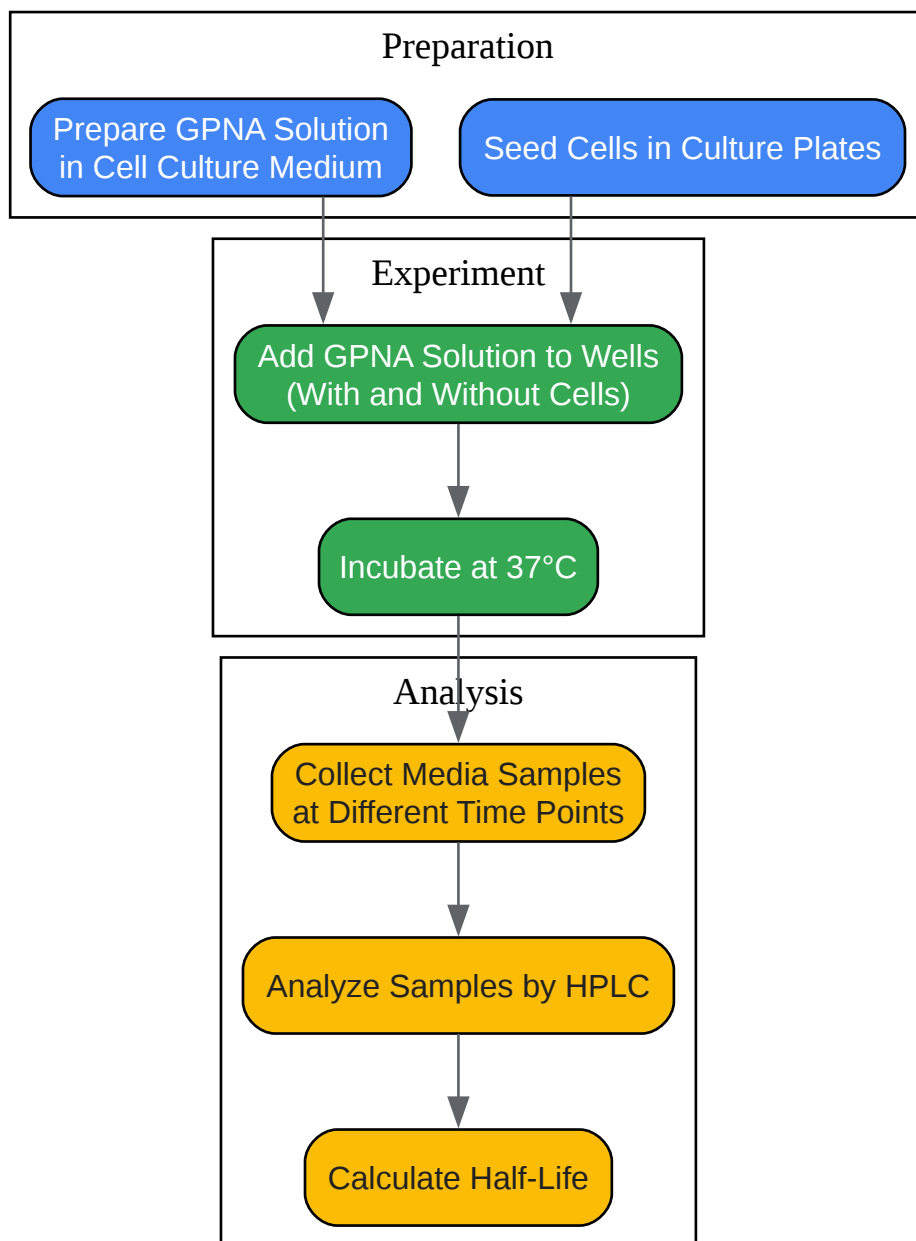 Preparation
Prepare GPNA Solution
in Cell Culture Medium
Seed Cells in Culture Plates
Experiment
Add GPNA Solution to Wells
(With and Without Cells)
Incubate at 37°C
Analysis
Collect Media Samples
at Different Time Points
Analyze Samples by HPLC
Calculate Half-Life